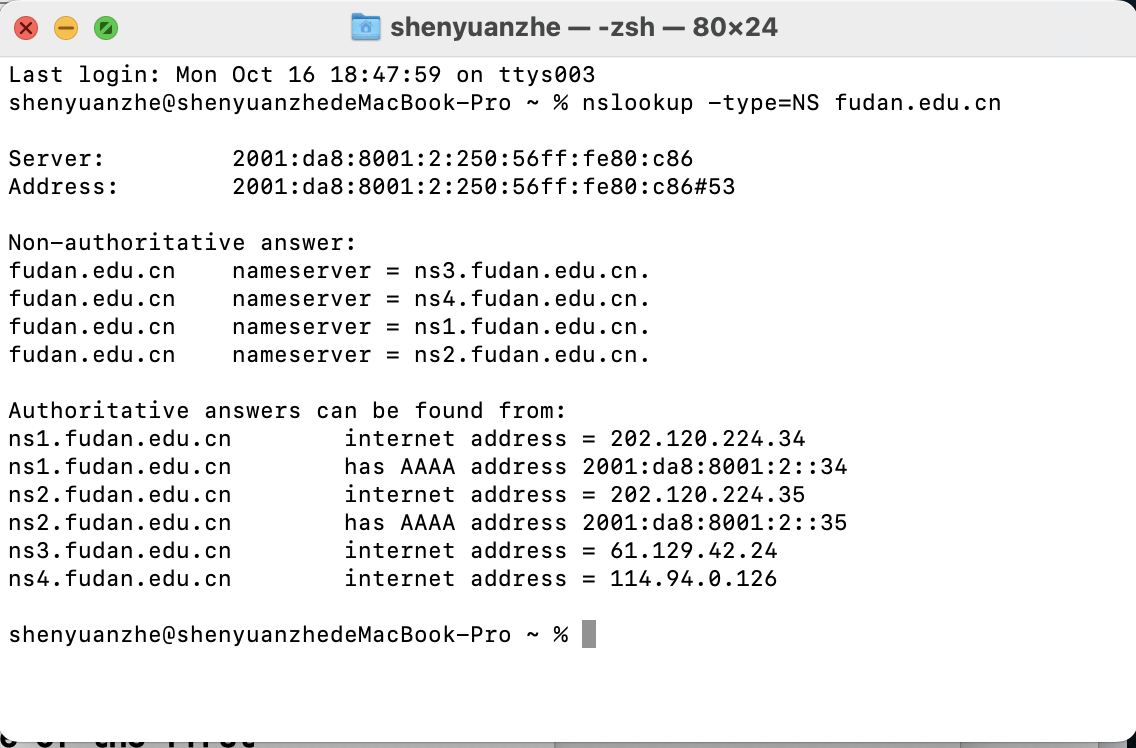 shenyuanzhe — -zsh — 80×24
Last login: Mon Oct 16 18:47:59 on ttys003
shenyuanzhe@shenyuanzhedeMacBook-Pro ~ % nslookup -type=NS fudan.edu.cn
Server: 2001:da8:8001:2:250:56ff:fe80:c86
Address: 2001:da8:8001:2:250:56ff:fe80:c86#53
Non-authoritative answer:
fudan.edu.cn nameserver = ns3.fudan.edu.cn.
fudan.edu.cn nameserver = ns4.fudan.edu.cn.
fudan.edu.cn nameserver = ns1.fudan.edu.cn.
fudan.edu.cn nameserver = ns2.fudan.edu.cn.
Authoritative answers can be found from:
ns1.fudan.edu.cn internet address = 202.120.224.34
ns1.fudan.edu.cn has AAAA address 2001:da8:8001:2::34
ns2.fudan.edu.cn internet address = 202.120.224.35
ns2.fudan.edu.cn has AAAA address 2001:da8:8001:2::35
ns3.fudan.edu.cn internet address = 61.129.42.24
ns4.fudan.edu.cn internet address = 114.94.0.126
shenyuanzhe@shenyuanzhedeMacBook-Pro ~ %
of the first